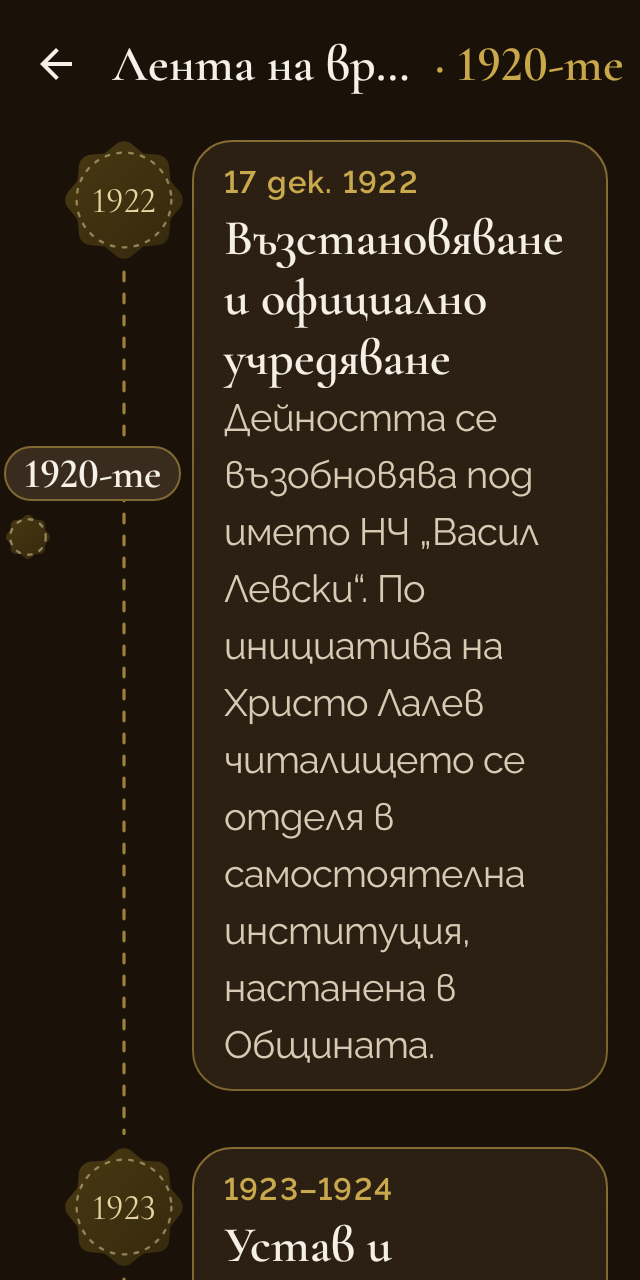 Лента на вр... · 1920-те
1922
17 дек. 1922
Възстановяване
и официално
учредяване
Дейността се
възобновява под
името НЧ „Васил
Левски“. По
инициатива на
Христо Лалев
читалището се
отделя в
самостоятелна
институция,
настанена в
Общината.
1920-те
1923
1923–1924
Устав и